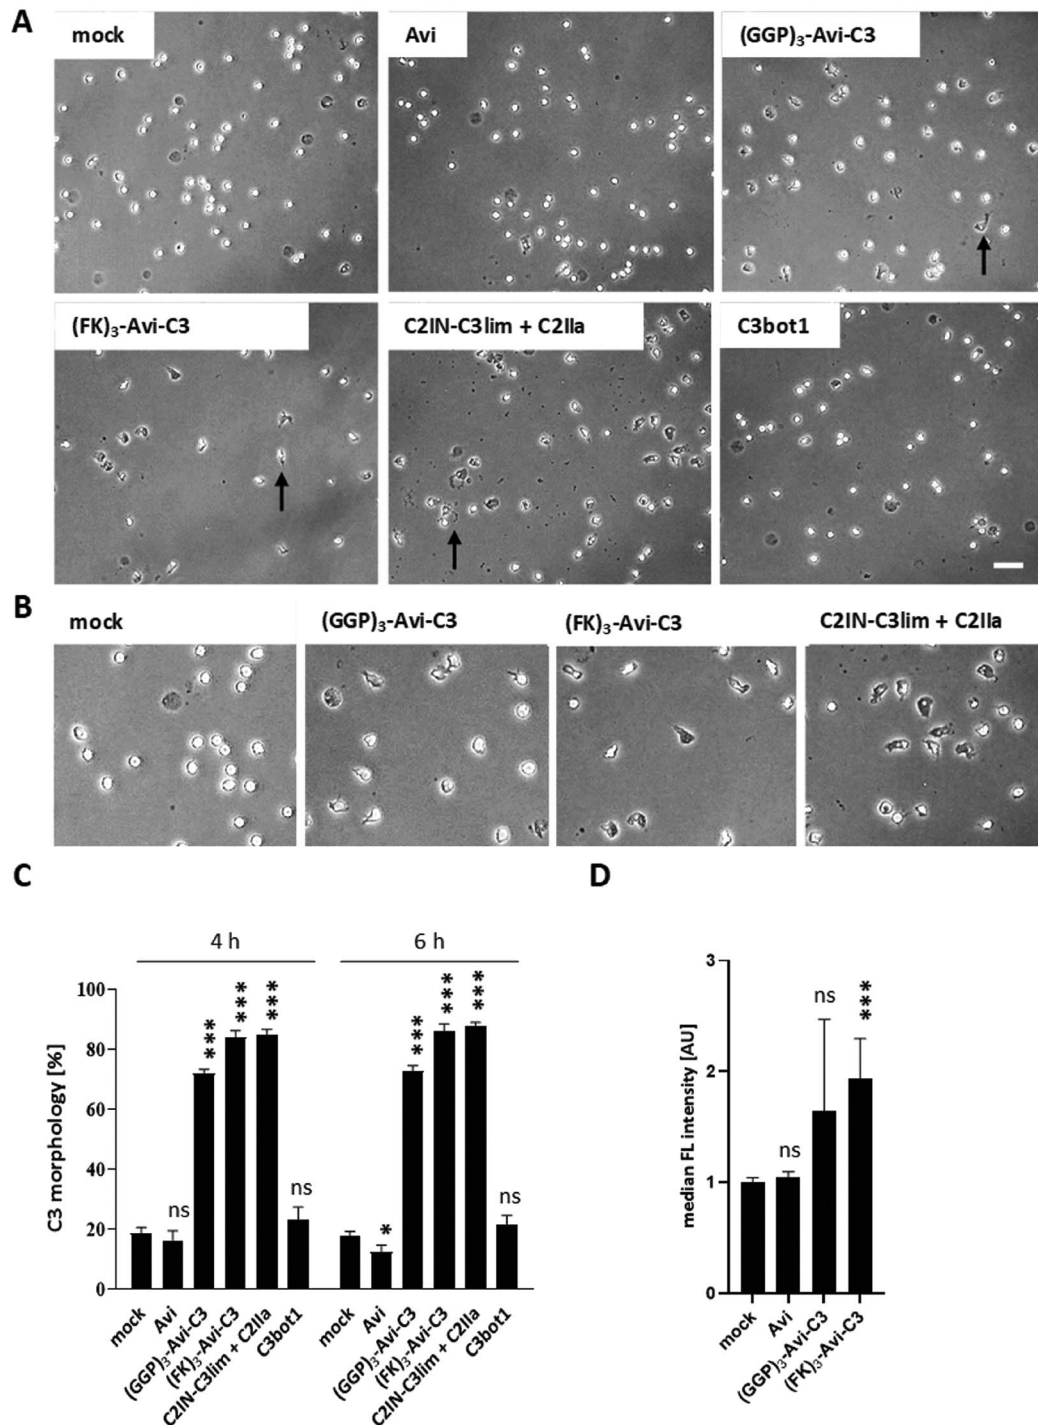 A
mock
Avi
(GGP)₃-Avi-C3
(FK)₃-Avi-C3
C2IN-C3lim + C2IIa
C3bot1
B
mock
(GGP)₃-Avi-C3
(FK)₃-Avi-C3
C2IN-C3lim + C2IIa
C
4 h
6 h
C3 morphology [%]
100
80
60
40
20
0
ns
***
***
***
ns
*
***
***
***
ns
mock
Avi
(GGP)₃-Avi-C3
(FK)₃-Avi-C3
C2IN-C3lim + C2IIa
C3bot1
mock
Avi
(GGP)₃-Avi-C3
(FK)₃-Avi-C3
C2IN-C3lim + C2IIa
C3bot1
D
median FL intensity [AU]
3
2
1
0
ns
ns
***
mock
Avi
(GGP)₃-Avi-C3
(FK)₃-Avi-C3